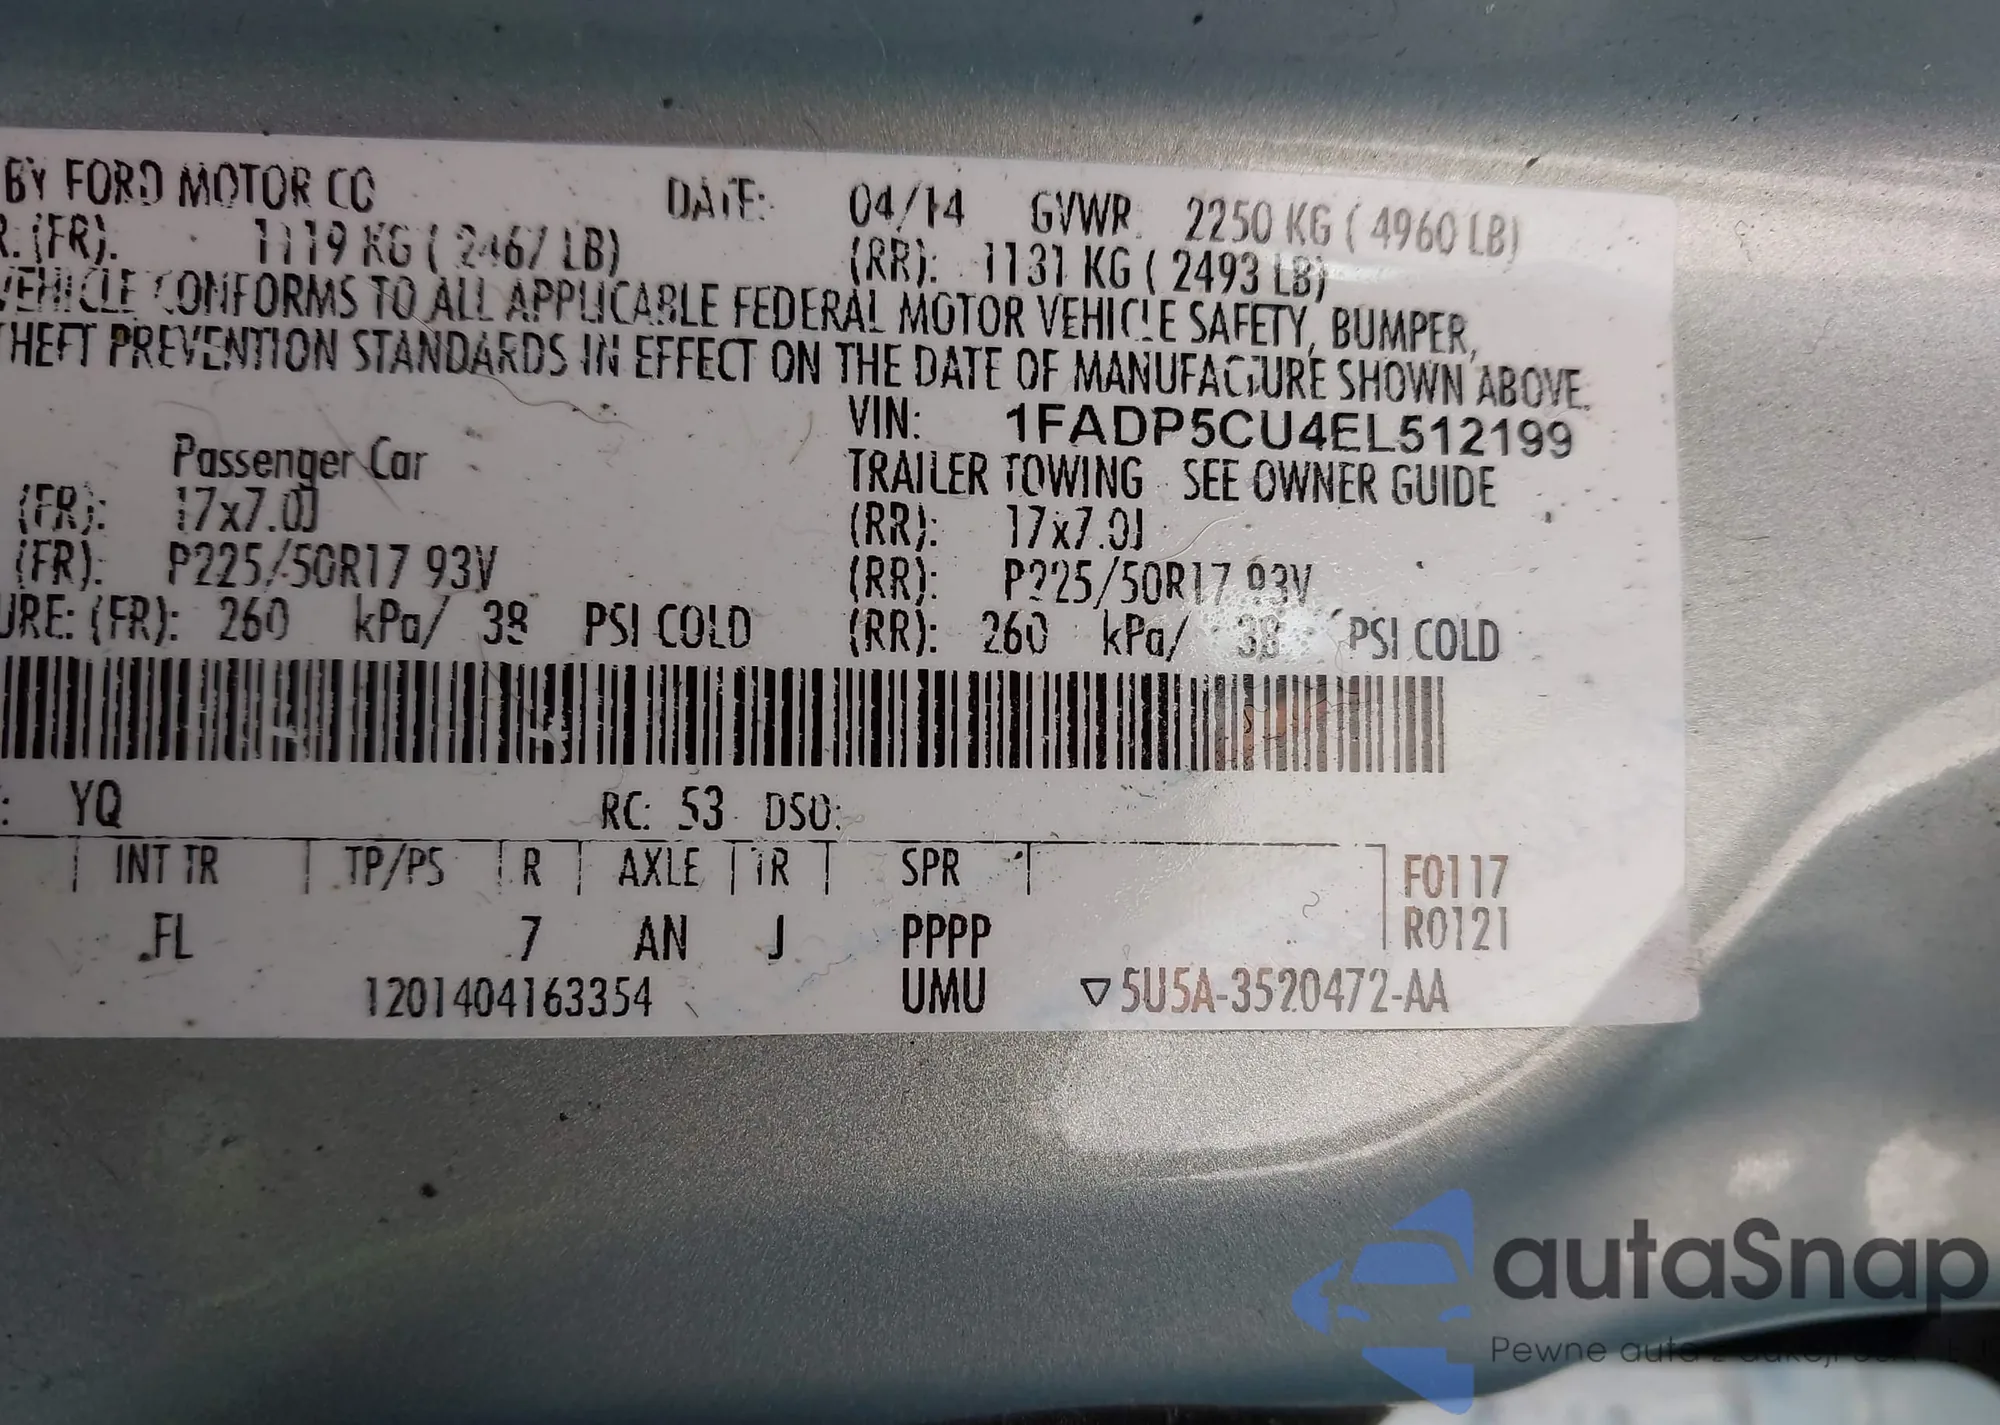 BY FORD MOTOR CO DATE: 04/14 GVWR 2250 KG ( 4960 LB)
R. (FR). 1119 KG ( 2467 LB) (RR): 1131 KG ( 2493 LB)
VEHICLE CONFORMS TO ALL APPLICABLE FEDERAL MOTOR VEHICLE SAFETY, BUMPER,
THEFT PREVENTION STANDARDS IN EFFECT ON THE DATE OF MANUFACTURE SHOWN ABOVE.
VIN: 1FADP5CU4EL512199
Passenger Car TRAILER TOWING SEE OWNER GUIDE
(FR): 17x7.0J (RR): 17x7.0J
(FR): P225/50R17 93V (RR): P225/50R17 93V
URE: (FR): 260 kPa/ 38 PSI COLD (RR): 260 kPa/ 38 PSI COLD
: YQ RC: 53 DSO:
INT TR TP/PS R AXLE TR SPR F0117
FL 7 AN J PPPP R0121
1201404163354 UMU ▽5U5A-3520472-AA
autaSnap
Pewne auta z